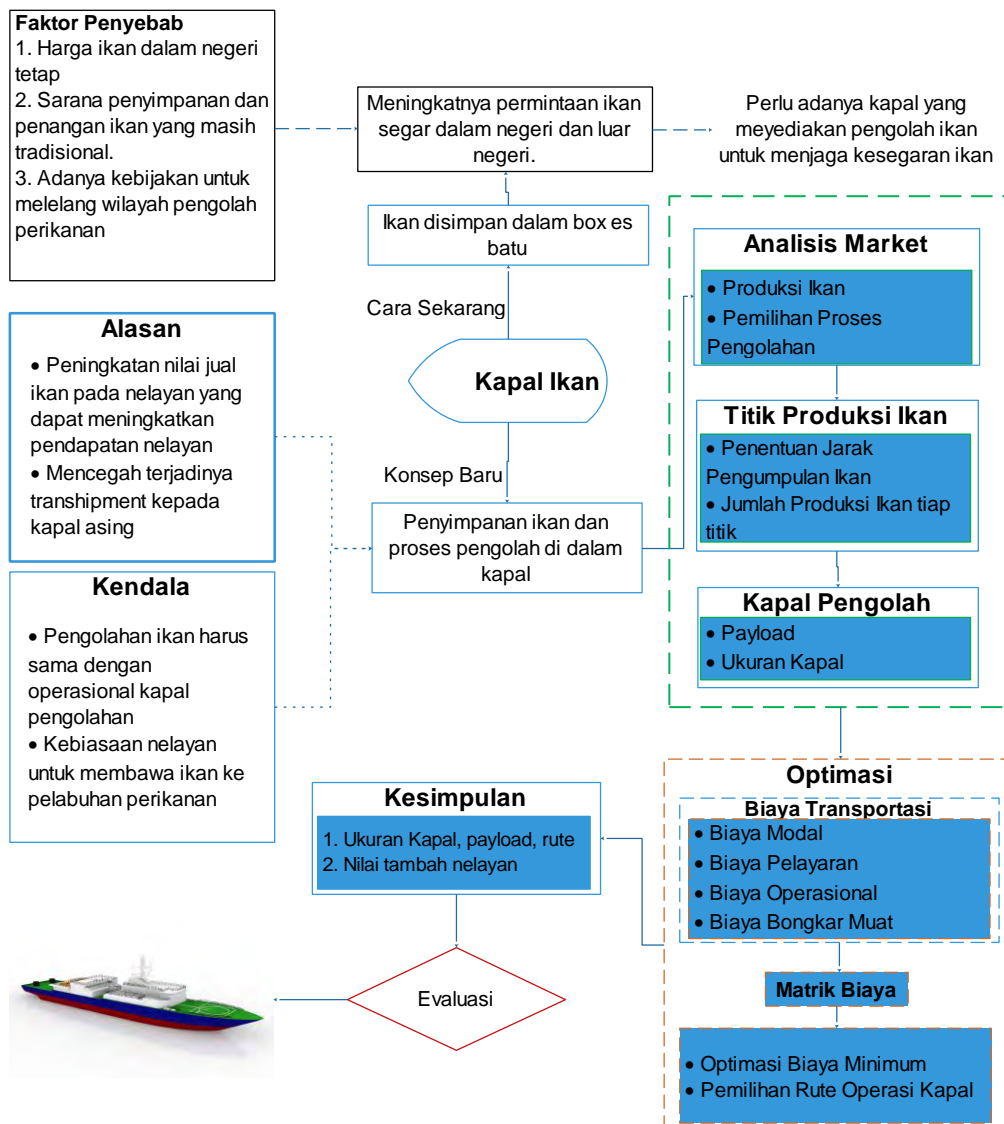 Faktor Penyebab
1. Harga ikan dalam negeri
tetap
2. Sarana penyimpanan dan
penangan ikan yang masih
tradisional.
3. Adanya kebijakan untuk
melelang wilayah pengolah
perikanan
Meningkatnya permintaan ikan
segar dalam negeri dan luar
negeri.
Perlu adanya kapal yang
meyediakan pengolah ikan
untuk menjaga kesegaran ikan
Ikan disimpan dalam box es
batu
Cara Sekarang
Kapal Ikan
Konsep Baru
Penyimpanan ikan dan
proses pengolah di dalam
kapal
Alasan
• Peningkatan nilai jual
ikan pada nelayan yang
dapat meningkatkan
pendapatan nelayan
• Mencegah terjadinya
transhipment kepada
kapal asing
Kendala
• Pengolahan ikan harus
sama dengan
operasional kapal
pengolahan
• Kebiasaan nelayan
untuk membawa ikan ke
pelabuhan perikanan
Analisis Market
• Produksi Ikan
• Pemilihan Proses
Pengolahan
Titik Produksi Ikan
• Penentuan Jarak
Pengumpulan Ikan
• Jumlah Produksi Ikan tiap
titik
Kapal Pengolah
• Payload
• Ukuran Kapal
Optimasi
Biaya Transportasi
• Biaya Modal
• Biaya Pelayaran
• Biaya Operasional
• Biaya Bongkar Muat
Matrik Biaya
• Optimasi Biaya Minimum
• Pemilihan Rute Operasi Kapal
Kesimpulan
1. Ukuran Kapal, payload, rute
2. Nilai tambah nelayan
Evaluasi